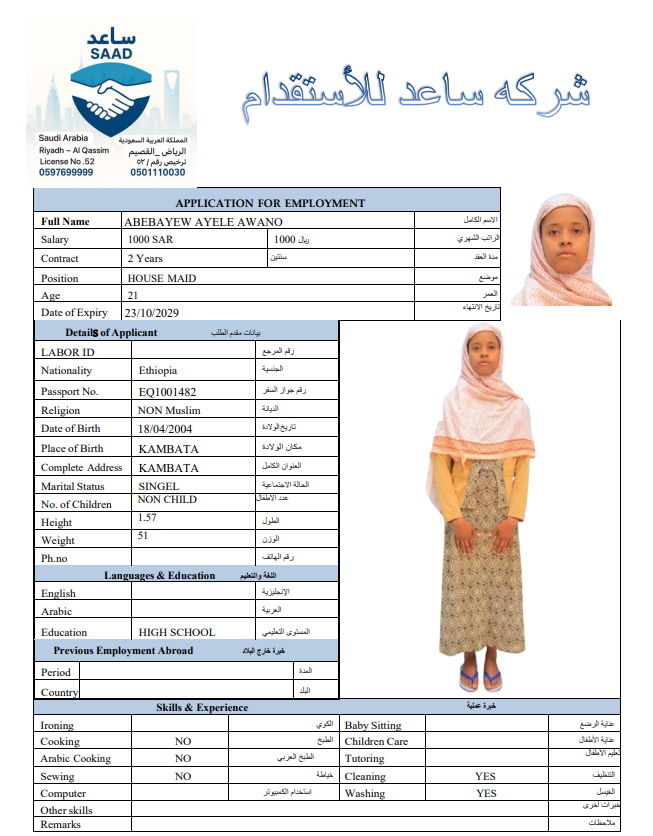 ساعد
SAAD
Saudi Arabia المملكة العربية السعودية
Riyadh – Al Qassim الرياض _القصيم
License No .52 ترخيص رقم / ٥٢
0597699999 0501110030
شركه ساعد للأستقدام
APPLICATION FOR EMPLOYMENT
Full Name ABEBAYEW AYELE AWANO الاسم الكامل
Salary 1000 SAR 1000 ريال الراتب الشهري
Contract 2 Years سنتين مدة العقد
Position HOUSE MAID موضع
Age 21 العمر
Date of Expiry 23/10/2029 تاريخ الانتهاء
Details of Applicant بيانات مقدم الطلب
LABOR ID رقم المرجع
Nationality Ethiopia الجنسية
Passport No. EQ1001482 رقم جواز السفر
Religion NON Muslim الديانة
Date of Birth 18/04/2004 تاريخ الولادة
Place of Birth KAMBATA مكان الولادة
Complete Address KAMBATA العنوان الكامل
Marital Status SINGEL الحالة الاجتماعية
No. of Children NON CHILD عدد الاطفال
Height 1.57 الطول
Weight 51 الوزن
Ph.no رقم الهاتف
Languages & Education اللغة والتعليم
English الإنجليزية
Arabic العربية
Education HIGH SCHOOL المستوى التعليمي
Previous Employment Abroad خبرة خارج البلاد
Period المدة
Country البلد
Skills & Experience خبرة عملية
Ironing الكوي Baby Sitting عناية الرضع
Cooking NO الطبخ Children Care عناية الأطفال
Arabic Cooking NO الطبخ العربي Tutoring تعليم الأطفال
Sewing NO خياطة Cleaning YES التنظيف
Computer استخدام الكمبيوتر Washing YES الغسيل
Other skills خبرات أخرى
Remarks ملاحظات